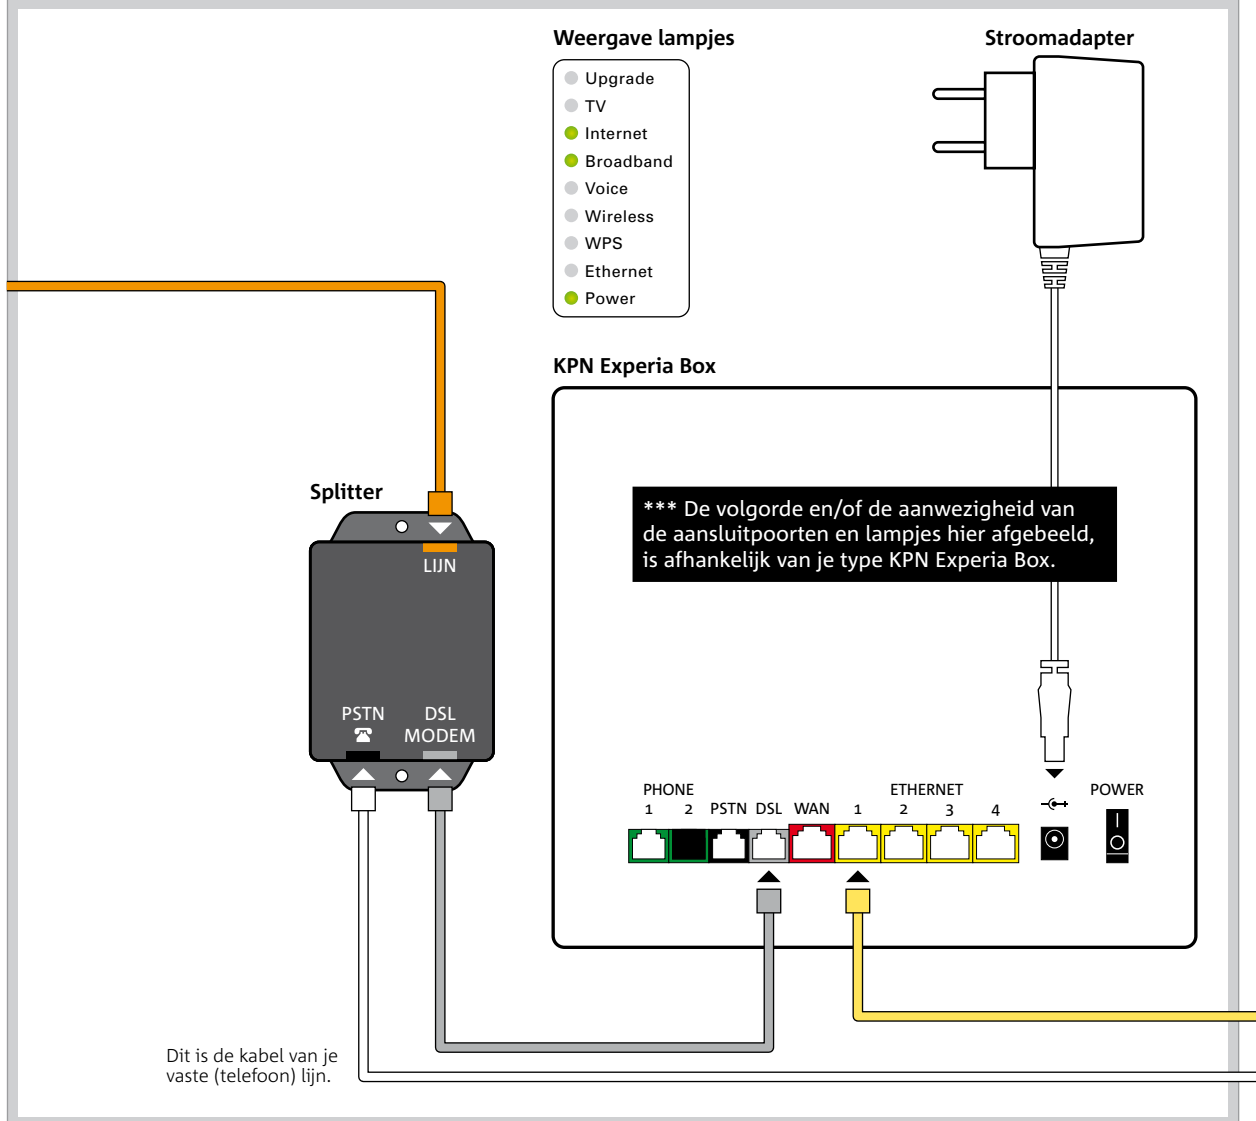 Weergave lampjes
Upgrade
TV
Internet
Broadband
Voice
Wireless
WPS
Ethernet
Power
Stroomadapter
KPN Experia Box
*** De volgorde en/of de aanwezigheid van
de aansluitpoorten en lampjes hier afgebeeld,
is afhankelijk van je type KPN Experia Box.
Splitter
LIJN
PSTN
DSL
MODEM
PHONE
1 2 PSTN DSL WAN
ETHERNET
1 2 3 4
POWER
Dit is de kabel van je
vaste (telefoon) lijn.